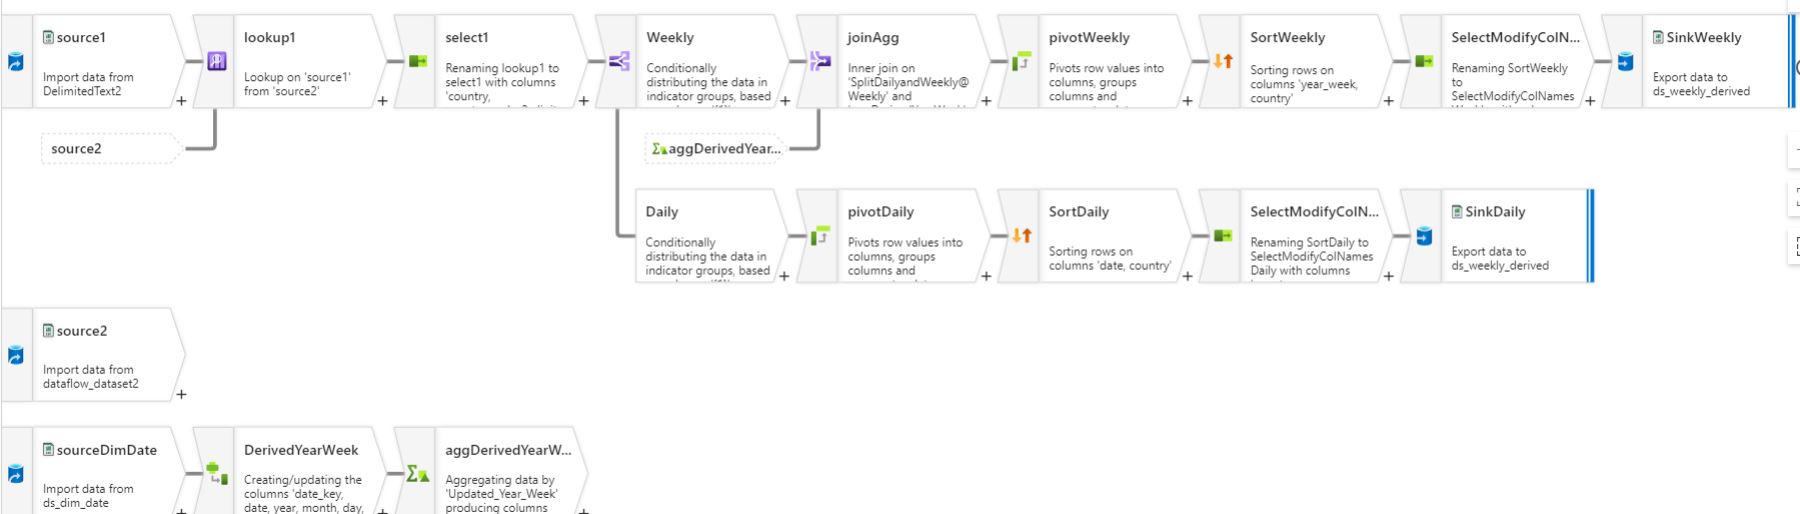 source1
Import data from
DelimitedText2
+
lookup1
Lookup on 'source1'
from 'source2'
+
select1
Renaming lookup1 to
select1 with columns
'country,
+
Weekly
Conditionally
distributing the data in
indicator groups, based
+
joinAgg
Inner join on
'SplitDailyandWeekly@
Weekly' and
+
pivotWeekly
Pivots row values into
columns, groups
columns and
+
SortWeekly
Sorting rows on
columns 'year_week,
country'
+
SelectModifyColN...
Renaming SortWeekly
to
SelectModifyColNames
+
SinkWeekly
Export data to
ds_weekly_derived
source2
aggDerivedYear...
Daily
Conditionally
distributing the data in
indicator groups, based
+
pivotDaily
Pivots row values into
columns, groups
columns and
+
SortDaily
Sorting rows on
columns 'date, country'
+
SelectModifyColN...
Renaming SortDaily to
SelectModifyColNames
Daily with columns
+
SinkDaily
Export data to
ds_weekly_derived
source2
Import data from
dataflow_dataset2
+
sourceDimDate
Import data from
ds_dim_date
+
DerivedYearWeek
Creating/updating the
columns 'date_key,
date, year, month, day,
+
aggDerivedYearW...
Aggregating data by
'Updated_Year_Week'
producing columns
+